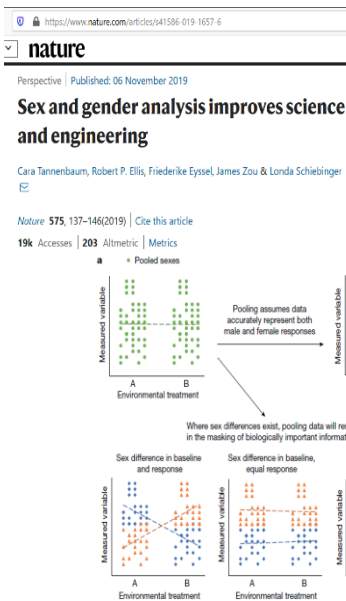 https://www.nature.com/articles/s41586-019-1657-6
nature
Perspective | Published: 06 November 2019
Sex and gender analysis improves science
and engineering
Cara Tannenbaum, Robert P. Ellis, Friederike Eyssel, James Zou & Londa Schiebinger
Nature 575, 137–146(2019) | Cite this article
19k Accesses | 203 Altmetric | Metrics
a • Pooled sexes
Measured variable
A B
Environmental treatment
Pooling assumes data
accurately represent both
male and female responses
Measured variable
Where sex differences exist, pooling data will
in the masking of biologically important
Sex difference in baseline
and response
Measured variable
A B
Environmental treatment
Sex difference in baseline,
equal response
Measured variable
A B
Environmental treatment
Measured variable